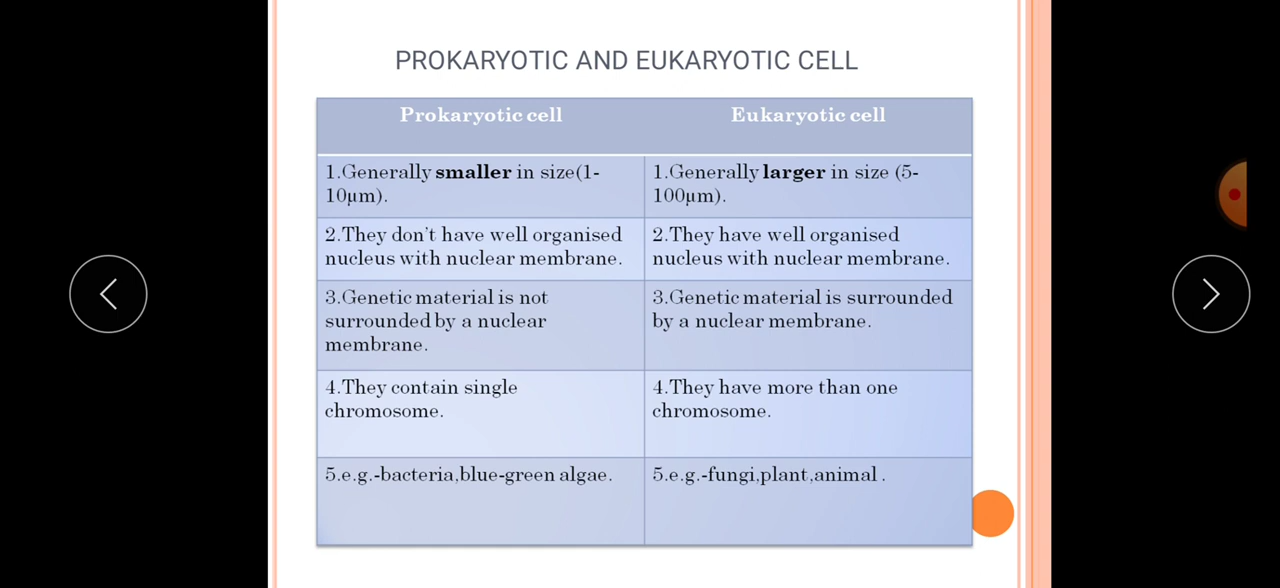 PROKARYOTIC AND EUKARYOTIC CELL
Prokaryotic cell
Eukaryotic cell
1.Generally smaller in size(1-
10µm).
1.Generally larger in size (5-
100µm).
2.They don't have well organised
nucleus with nuclear membrane.
2.They have well organised
nucleus with nuclear membrane.
3.Genetic material is not
surrounded by a nuclear
membrane.
3.Genetic material is surrounded
by a nuclear membrane.
4.They contain single
chromosome.
4.They have more than one
chromosome.
5.e.g.-bacteria,blue-green algae.
5.e.g.-fungi,plant,animal .